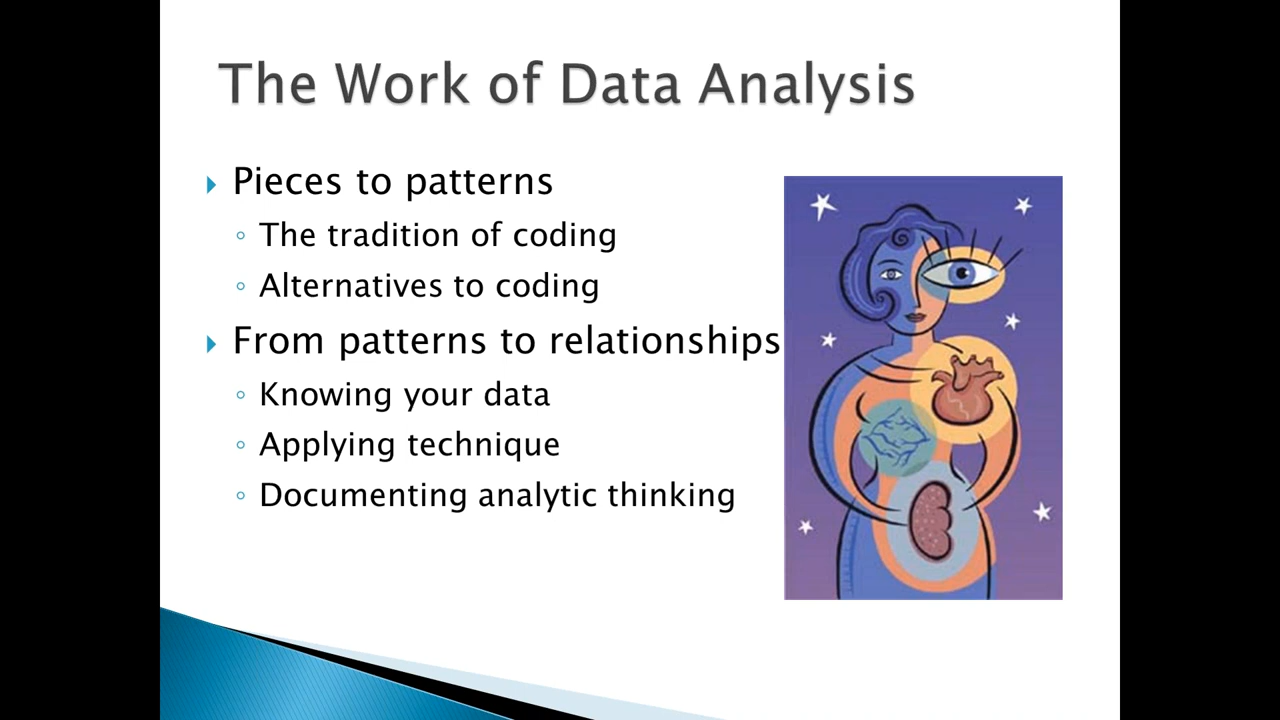 The Work of Data Analysis
Pieces to patterns
The tradition of coding
Alternatives to coding
From patterns to relationships
Knowing your data
Applying technique
Documenting analytic thinking